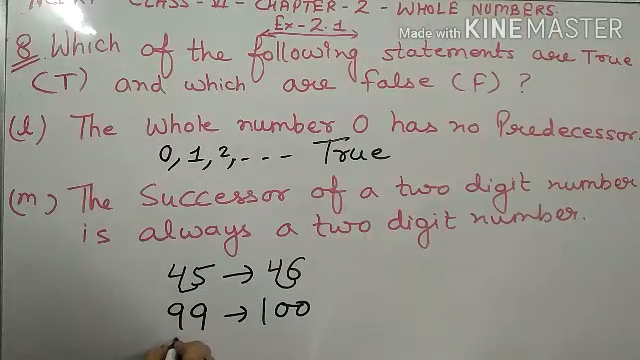 CLASS-VI - CHAPTER-2 - WHOLE NUMBERS.
Ex-2.1
Made with KINEMASTER
8. Which of the following statements are True
(T) and which are false (F) ?
(l) The Whole number 0 has no Predecessor.
0, 1, 2, --- True
(m) The Successor of a two digit number
is always a two digit number.
45 → 46
99 → 100